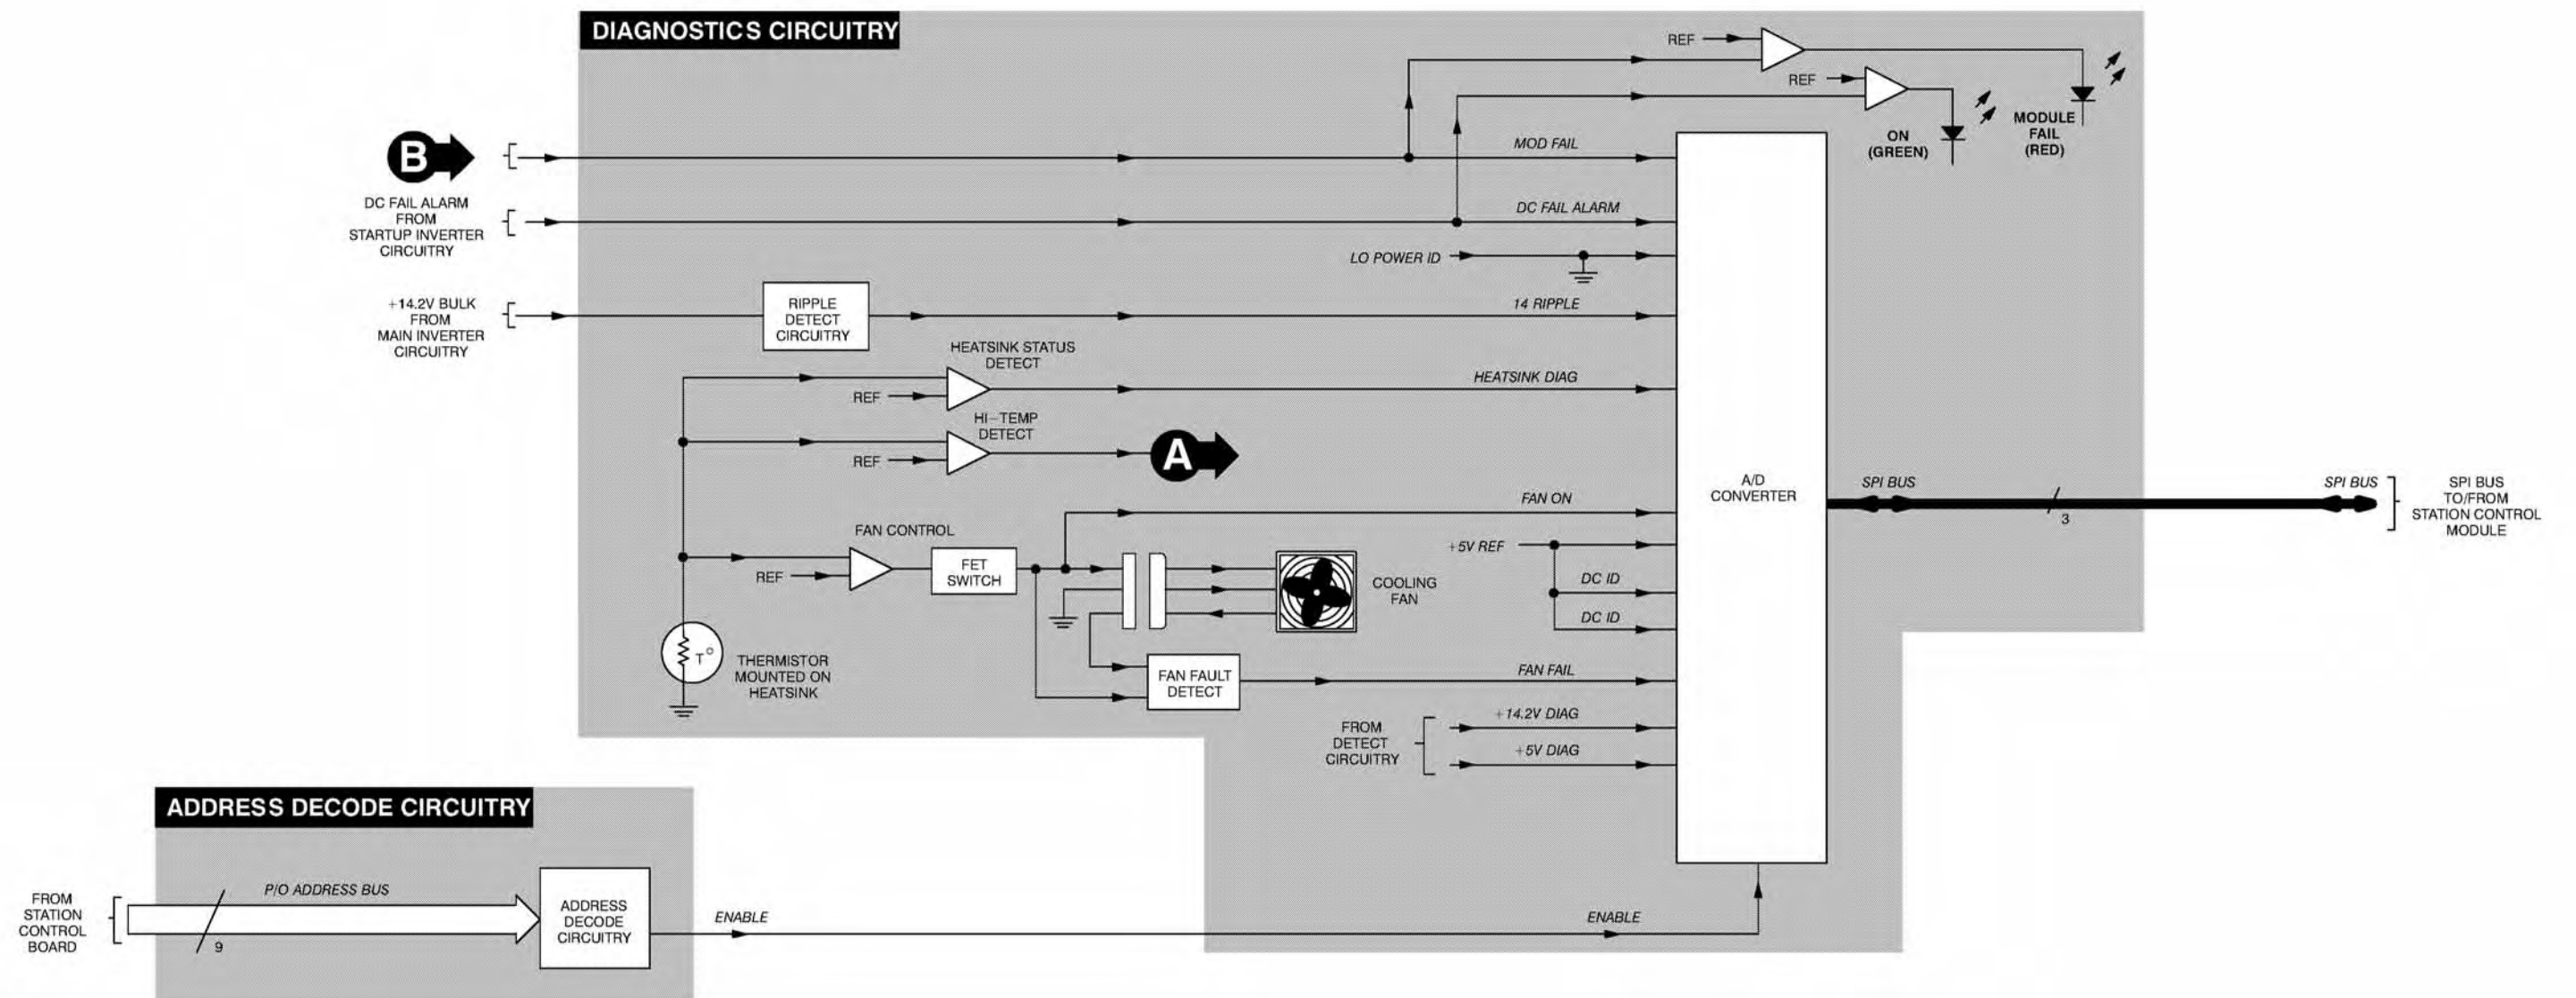 DIAGNOSTICS CIRCUITRY
REF
REF
MODULE
FAIL
(RED)
ON
(GREEN)
B
MOD FAIL
DC FAIL ALARM
FROM
STARTUP INVERTER
CIRCUITRY
DC FAIL ALARM
LO POWER ID
+14.2V BULK
FROM
MAIN INVERTER
CIRCUITRY
RIPPLE
DETECT
CIRCUITRY
14 RIPPLE
HEATSINK STATUS
DETECT
REF
HEATSINK DIAG
HI–TEMP
DETECT
REF
A
A/D
CONVERTER
SPI BUS
3
SPI BUS
SPI BUS
TO/FROM
STATION CONTROL
MODULE
FAN ON
FAN CONTROL
REF
FET
SWITCH
COOLING
FAN
+5V REF
DC ID
DC ID
T°
THERMISTOR
MOUNTED ON
HEATSINK
FAN FAULT
DETECT
FAN FAIL
FROM
DETECT
CIRCUITRY
+14.2V DIAG
+5V DIAG
ADDRESS DECODE CIRCUITRY
FROM
STATION
CONTROL
BOARD
P/O ADDRESS BUS
9
ADDRESS
DECODE
CIRCUITRY
ENABLE
ENABLE